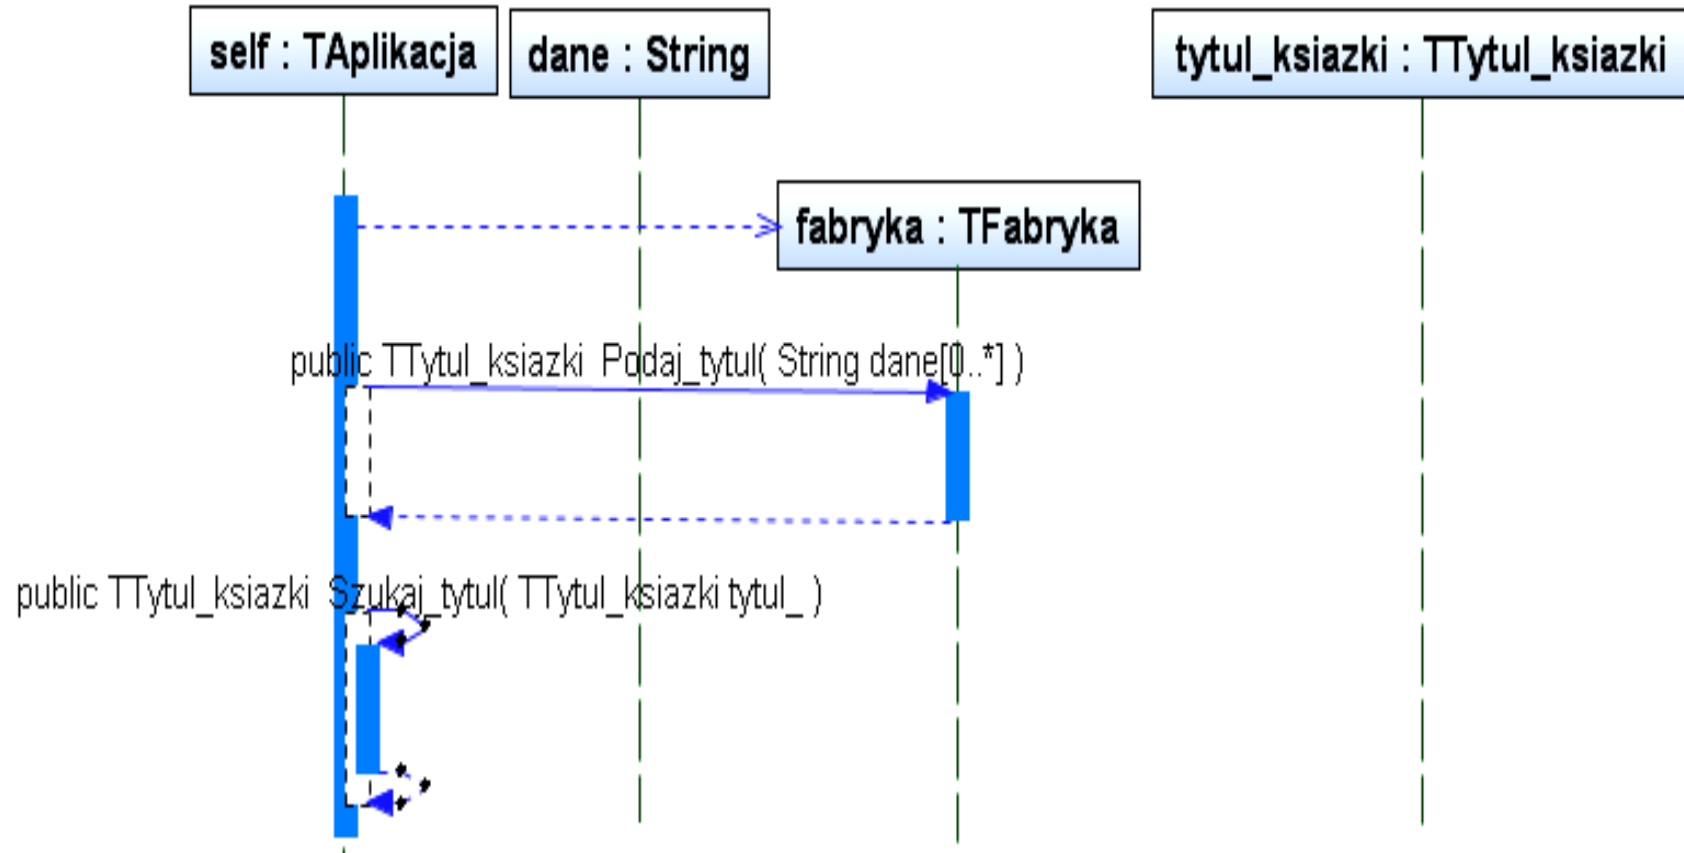 self : TAplikacja
dane : String
tytul_ksiazki : TTytul_ksiazki
fabryka : TFabryka
public TTytul_ksiazki Podaj_tytul( String dane[0..*] )
public TTytul_ksiazki Szukaj_tytul( TTytul_ksiazki tytul_ )